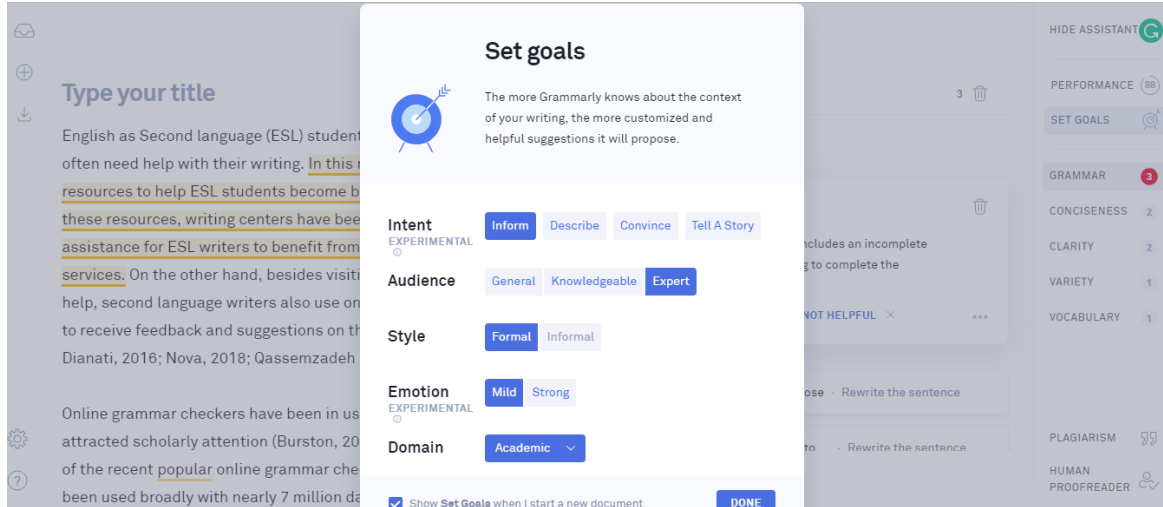 Set goals
The more Grammarly knows about the context
of your writing, the more customized and
helpful suggestions it will propose.
Intent
EXPERIMENTAL
Inform Describe Convince Tell A Story
Audience
General Knowledgeable Expert
Style
Formal Informal
Emotion
EXPERIMENTAL
Mild Strong
Domain
Academic
Show Set Goals when I start a new document
DONE
Type your title
English as Second language (ESL) student
often need help with their writing. In this
resources to help ESL students become b
these resources, writing centers have bee
assistance for ESL writers to benefit from
services. On the other hand, besides visiti
help, second language writers also use on
to receive feedback and suggestions on th
Dianati, 2016; Nova, 2018; Qassemzadeh
Online grammar checkers have been in us
attracted scholarly attention (Burston, 20
of the recent popular online grammar che
been used broadly with nearly 7 million da
3
ncludes an incomplete
g to complete the
NOT HELPFUL
ose · Rewrite the sentence
to · Rewrite the sentence
HIDE ASSISTANT G
PERFORMANCE 88
SET GOALS
GRAMMAR 3
CONCISENESS 2
CLARITY 2
VARIETY 1
VOCABULARY 1
PLAGIARISM
HUMAN
PROOFREADER